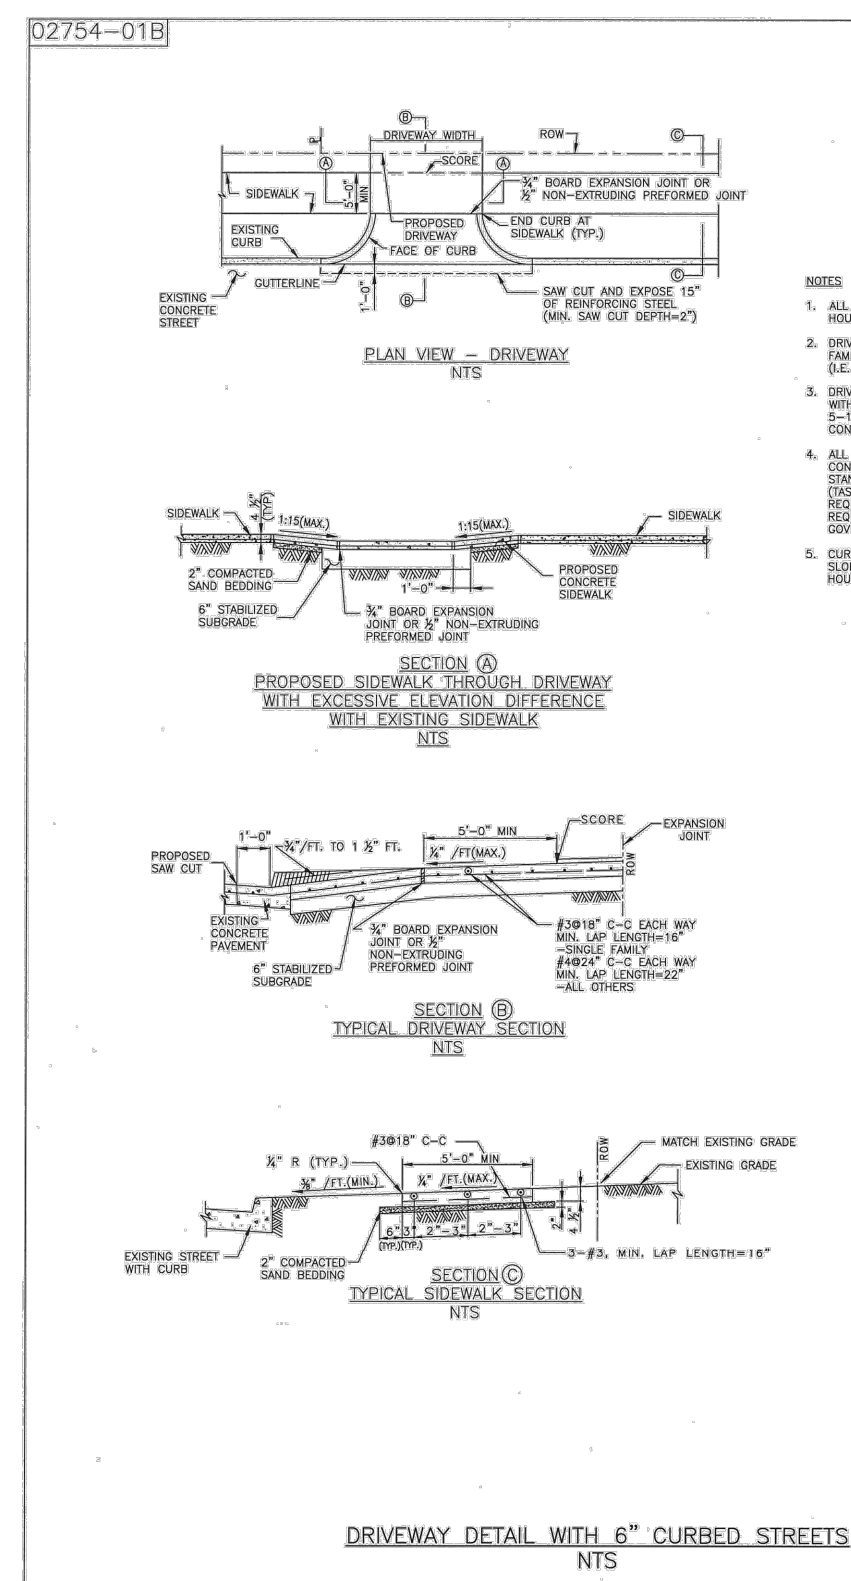 02754-01B
B
DRIVEWAY WIDTH
ROW
C
A
SCORE
A
SIDEWALK
5'-0"
MIN
¾" BOARD EXPANSION JOINT OR
½" NON-EXTRUDING PREFORMED JOINT
EXISTING
CURB
PROPOSED
DRIVEWAY
END CURB AT
SIDEWALK (TYP.)
FACE OF CURB
GUTTERLINE
1'-0"
B
C
EXISTING
CONCRETE
STREET
SAW CUT AND EXPOSE 15"
OF REINFORCING STEEL
(MIN. SAW CUT DEPTH=2")
PLAN VIEW - DRIVEWAY
NTS
NOTES
1. ALL
HOU
2. DRIV
FAMI
(I.E.
3. DRIV
WITH
5-1
CON
4. ALL
CON
STAN
(TAS
REQ
REQ
GOV
5. CUR
SLO
HOU
SIDEWALK
4 ½"
(TYP)
1:15(MAX.)
1:15(MAX.)
SIDEWALK
2" COMPACTED
SAND BEDDING
1'-0"
PROPOSED
CONCRETE
SIDEWALK
6" STABILIZED
SUBGRADE
¾" BOARD EXPANSION
JOINT OR ½" NON-EXTRUDING
PREFORMED JOINT
SECTION A
PROPOSED SIDEWALK THROUGH DRIVEWAY
WITH EXCESSIVE ELEVATION DIFFERENCE
WITH EXISTING SIDEWALK
NTS
PROPOSED
SAW CUT
1'-0"
¾"/FT. TO 1 ½" FT.
5'-0" MIN
¼" /FT(MAX.)
SCORE
EXPANSION
JOINT
ROW
EXISTING
CONCRETE
PAVEMENT
6" STABILIZED
SUBGRADE
¾" BOARD EXPANSION
JOINT OR ½"
NON-EXTRUDING
PREFORMED JOINT
#3@18" C-C EACH WAY
MIN. LAP LENGTH=16"
-SINGLE FAMILY
#4@24" C-C EACH WAY
MIN. LAP LENGTH=22"
-ALL OTHERS
SECTION B
TYPICAL DRIVEWAY SECTION
NTS
#3@18" C-C
¼" R (TYP.)
5'-0" MIN
ROW
MATCH EXISTING GRADE
EXISTING GRADE
⅜" /FT.(MIN.)
¼" /FT.(MAX.)
6"
3"
2"-3"
2"-3"
2"
4 ½"
(TYP.)(TYP.)
EXISTING STREET
WITH CURB
2" COMPACTED
SAND BEDDING
3-#3, MIN. LAP LENGTH=16"
SECTION C
TYPICAL SIDEWALK SECTION
NTS
DRIVEWAY DETAIL WITH 6" CURBED STREETS
NTS